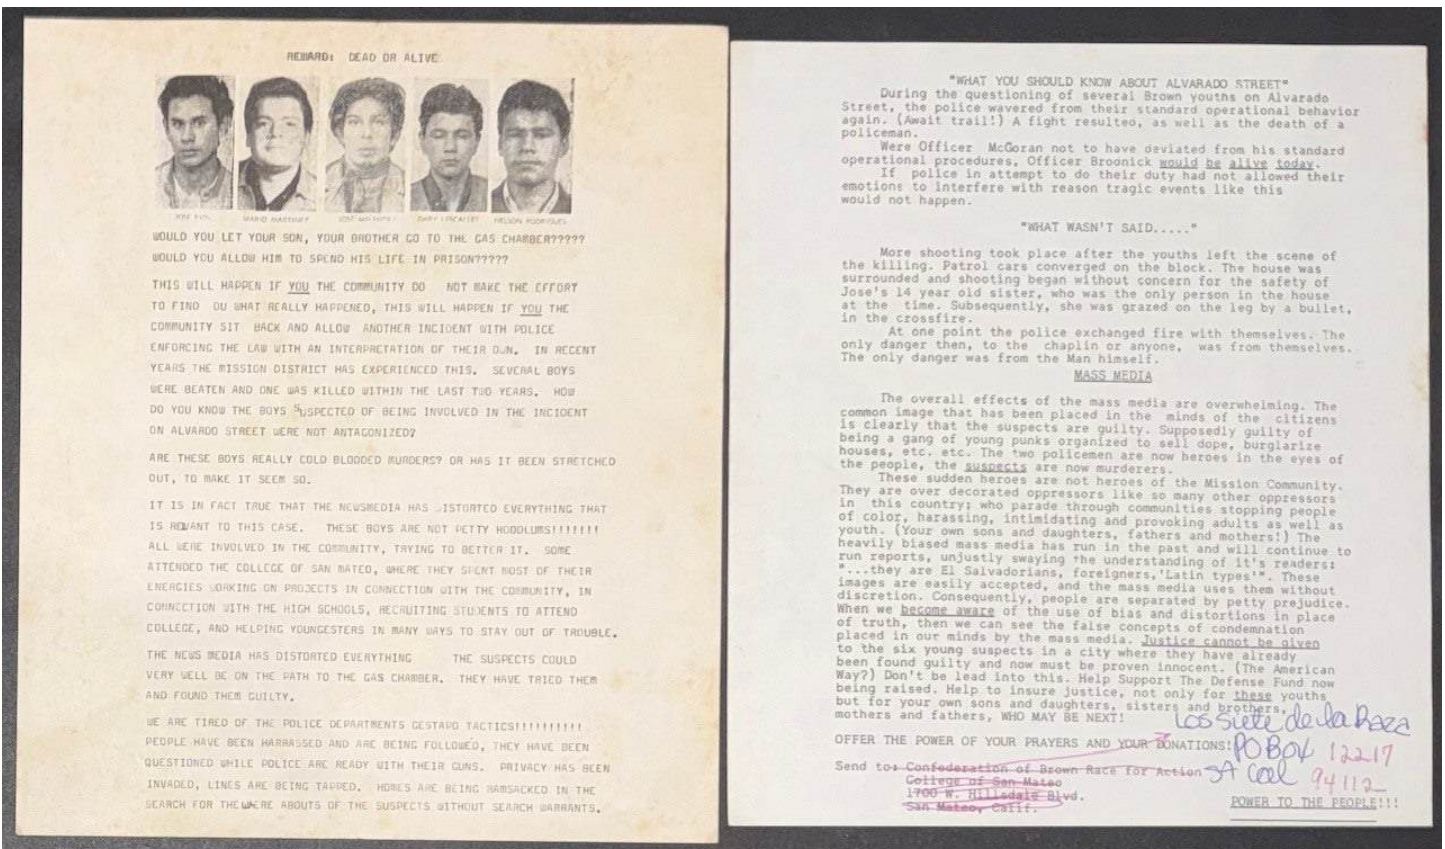 REWARD: DEAD OR ALIVE
MARIO MARTINEZ
NELSON RODRIGUES
WOULD YOU LET YOUR SON, YOUR BROTHER GO TO THE GAS CHAMBER?????
WOULD YOU ALLOW HIM TO SPEND HIS LIFE IN PRISON?????
THIS WILL HAPPEN IF YOU THE COMMUNITY DO NOT MAKE THE EFFORT
TO FIND OU WHAT REALLY HAPPENED, THIS WILL HAPPEN IF YOU THE
COMMUNITY SIT BACK AND ALLOW ANOTHER INCIDENT WITH POLICE
ENFORCING THE LAW WITH AN INTERPRETATION OF THEIR OWN. IN RECENT
YEARS THE MISSION DISTRICT HAS EXPERIENCED THIS. SEVERAL BOYS
WERE BEATEN AND ONE WAS KILLED WITHIN THE LAST TWO YEARS. HOW
DO YOU KNOW THE BOYS SUSPECTED OF BEING INVOLVED IN THE INCIDENT
ON ALVARDO STREET WERE NOT ANTAGONIZED?
ARE THESE BOYS REALLY COLD BLOODED MURDERS? OR HAS IT BEEN STRETCHED
OUT, TO MAKE IT SEEM SO.
IT IS IN FACT TRUE THAT THE NEWSMEDIA HAS DISTORTED EVERYTHING THAT
IS REWANT TO THIS CASE. THESE BOYS ARE NOT PETTY HOODLUMS!!!!!!!
ALL WERE INVOLVED IN THE COMMUNITY, TRYING TO BETTER IT. SOME
ATTENDED THE COLLEGE OF SAN MATEO, WHERE THEY SPENT MOST OF THEIR
ENERGIES WORKING ON PROJECTS IN CONNECTION WITH THE COMMUNITY, IN
CONNECTION WITH THE HIGH SCHOOLS, RECRUITING STUDENTS TO ATTEND
COLLEGE, AND HELPING YOUNGESTERS IN MANY WAYS TO STAY OUT OF TROUBLE.
THE NEWS MEDIA HAS DISTORTED EVERYTHING THE SUSPECTS COULD
VERY WELL BE ON THE PATH TO THE GAS CHAMBER. THEY HAVE TRIED THEM
AND FOUND THEM GUILTY.
WE ARE TIRED OF THE POLICE DEPARTMENTS GESTAPO TACTICS!!!!!!!!!!
PEOPLE HAVE BEEN HARRASSED AND ARE BEING FOLLOWED, THEY HAVE BEEN
QUESTIONED WHILE POLICE ARE READY WITH THEIR GUNS. PRIVACY HAS BEEN
INVADED, LINES ARE BEING TAPPED. HOMES ARE BEING RAMSACKED IN THE
SEARCH FOR THE WHERE ABOUTS OF THE SUSPECTS WITHOUT SEARCH WARRANTS.
"WHAT YOU SHOULD KNOW ABOUT ALVARADO STREET"
During the questioning of several Brown youths on Alvarado
Street, the police wavered from their standard operational behavior
again. (Await trail!) A fight resulted, as well as the death of a
policeman.
Were Officer McGoran not to have deviated from his standard
operational procedures, Officer Broonick would be alive today.
If police in attempt to do their duty had not allowed their
emotions to interfere with reason tragic events like this
would not happen.
"WHAT WASN'T SAID....."
More shooting took place after the youths left the scene of
the killing. Patrol cars converged on the block. The house was
surrounded and shooting began without concern for the safety of
Jose's 14 year old sister, who was the only person in the house
at the time. Subsequently, she was grazed on the leg by a bullet,
in the crossfire.
At one point the police exchanged fire with themselves. The
only danger then, to the chaplin or anyone, was from themselves.
The only danger was from the Man himself.
MASS MEDIA
The overall effects of the mass media are overwhelming. The
common image that has been placed in the minds of the citizens
is clearly that the suspects are guilty. Supposedly guilty of
being a gang of young punks organized to sell dope, burglarize
houses, etc. etc. The two policemen are now heroes in the eyes of
the people, the suspects are now murderers.
These sudden heroes are not heroes of the Mission Community.
They are over decorated oppressors like so many other oppressors
in this country; who parade through communities stopping people
of color, harassing, intimidating and provoking adults as well as
youth. (Your own sons and daughters, fathers and mothers!) The
heavily biased mass media has run in the past and will continue to
run reports, unjustly swaying the understanding of it's readers:
"...they are El Salvadorians, foreigners,'Latin types'". These
images are easily accepted, and the mass media uses them without
discretion. Consequently, people are separated by petty prejudice.
When we become aware of the use of bias and distortions in place
of truth, then we can see the false concepts of condemnation
placed in our minds by the mass media. Justice cannot be given
to the six young suspects in a city where they have already
been found guilty and now must be proven innocent. (The American
Way?) Don't be lead into this. Help Support The Defense Fund now
being raised. Help to insure justice, not only for these youths
but for your own sons and daughters, sisters and brothers,
mothers and fathers, WHO MAY BE NEXT!
Los Siete de la Raza
OFFER THE POWER OF YOUR PRAYERS AND YOUR DONATIONS!
PO BOX 12217
Send to: Confederation of Brown Race for Action
College of San Mateo
1700 W. Hillsdale Blvd.
San Mateo, Calif.
94112
POWER TO THE PEOPLE!!!